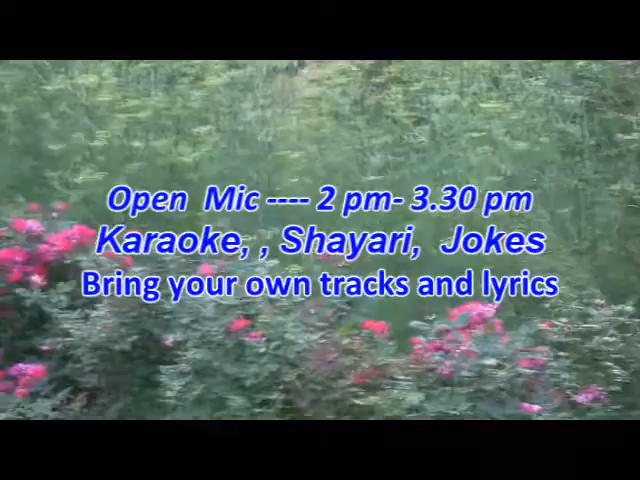 Open Mic ---- 2 pm- 3.30 pm
Karaoke, , Shayari, Jokes
Bring your own tracks and lyrics